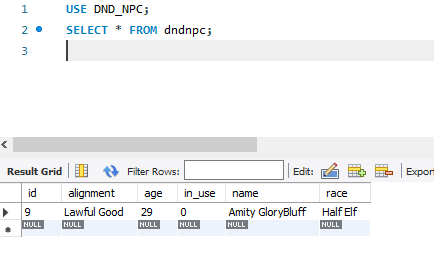 1 USE DND_NPC;
2 SELECT * FROM dndnpc;
3
Result Grid Filter Rows: Edit: Export
id alignment age in_use name race
9 Lawful Good 29 0 Amity GloryBluff Half Elf
NULL NULL NULL NULL NULL NULL